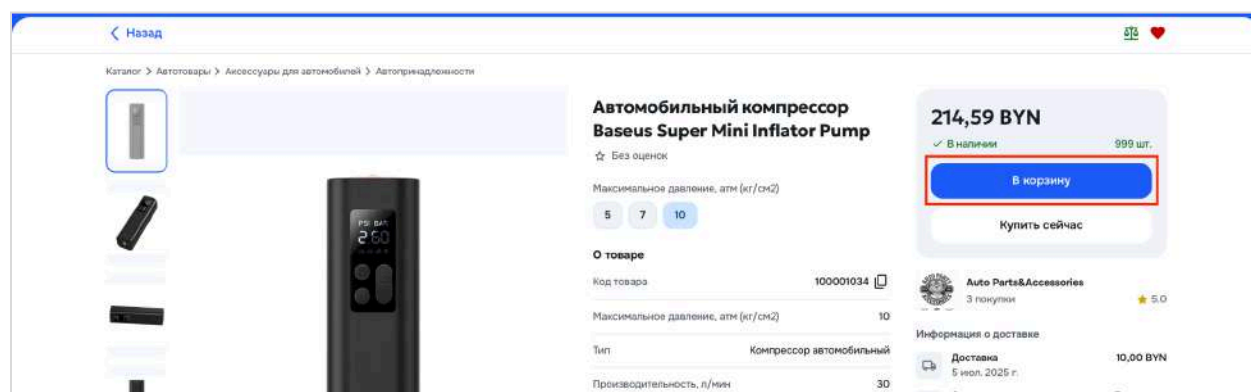 Назад
Каталог > Автотовары > Аксессуары для автомобилей > Автопринадлежности
Автомобильный компрессор
Baseus Super Mini Inflator Pump
Без оценок
Максимальное давление, атм (кг/см2)
5 7 10
О товаре
Код товара 100001034
Максимальное давление, атм (кг/см2) 10
Тип Компрессор автомобильный
Производительность, л/мин 30
PSI BAR
2.60
214,59 BYN
В наличии 999 шт.
В корзину
Купить сейчас
Auto Parts&Accessories
3 покупки 5.0
Информация о доставке
Доставка 10,00 BYN
5 июл. 2025 г.